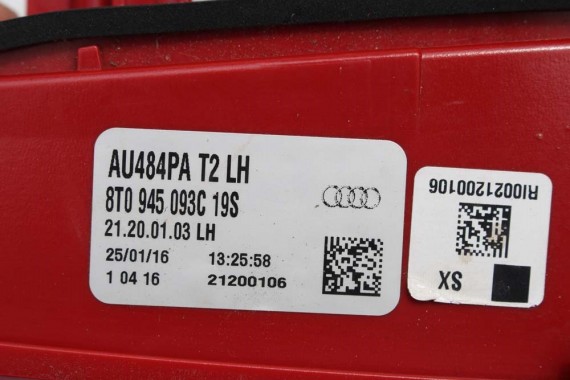 AU484PA T2 LH
8T0 945 093C 19S
21.20.01.03 LH
25/01/16 13:25:58
1 04 16 21200106
RI0021200106
SX